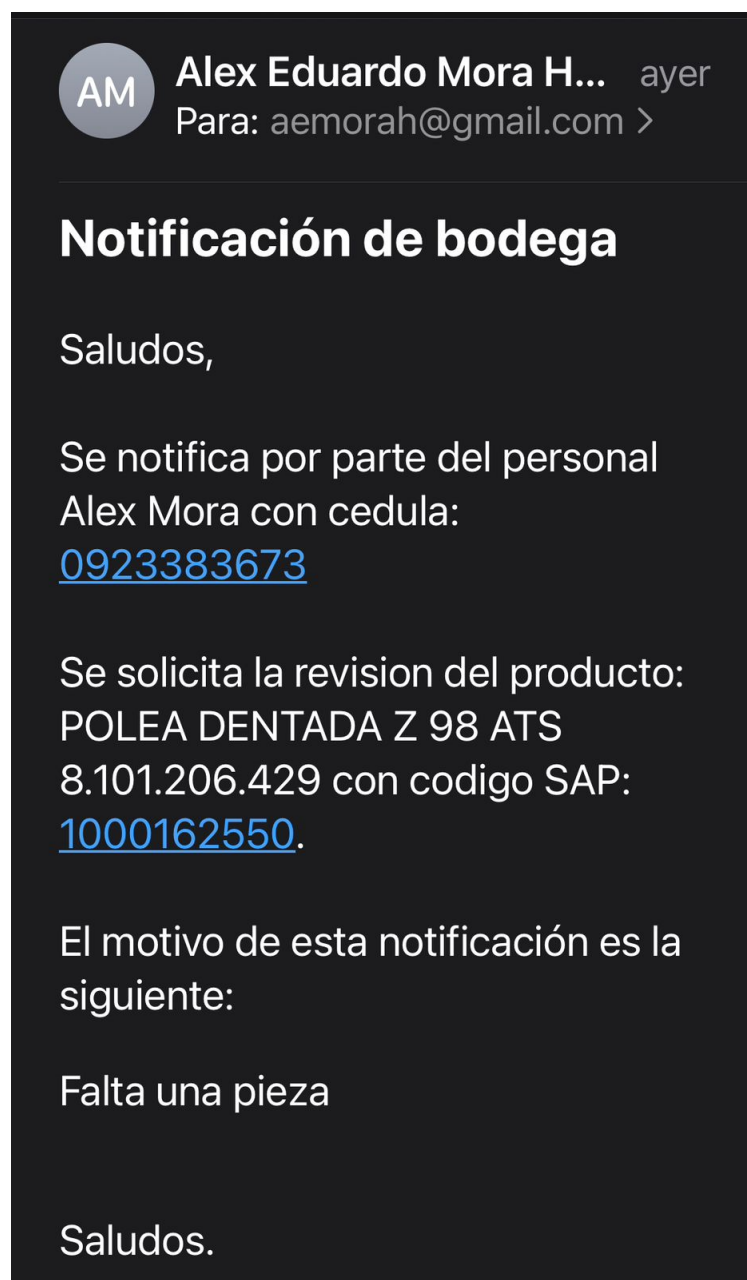 AM
Alex Eduardo Mora H... ayer
Para: aemorah@gmail.com >
Notificación de bodega
Saludos,
Se notifica por parte del personal
Alex Mora con cedula:
0923383673
Se solicita la revision del producto:
POLEA DENTADA Z 98 ATS
8.101.206.429 con codigo SAP:
1000162550.
El motivo de esta notificación es la
siguiente:
Falta una pieza
Saludos.